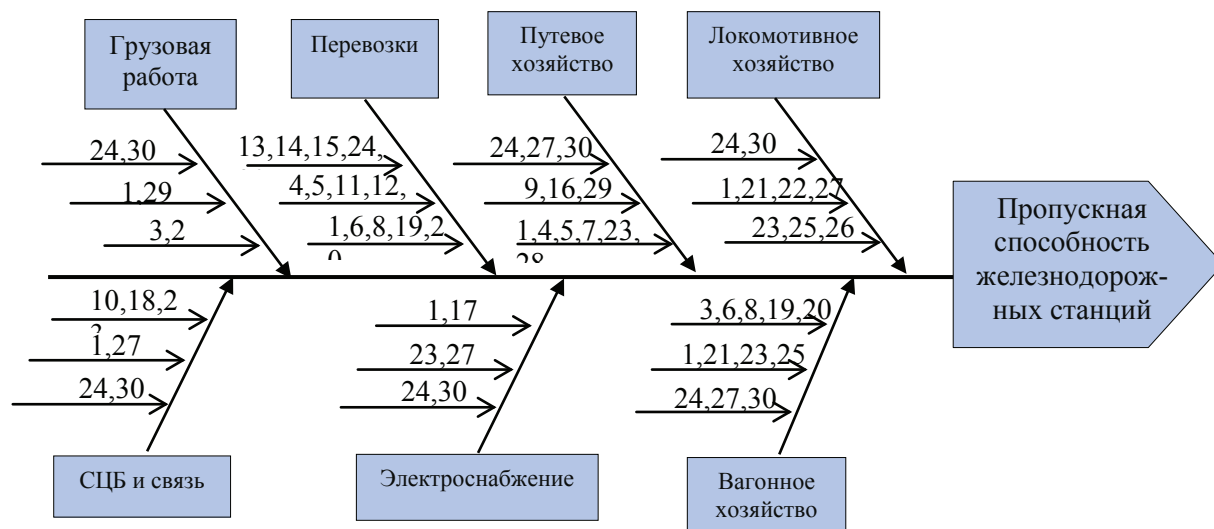 Грузовая
работа
Перевозки
Путевое
хозяйство
Локомотивное
хозяйство
24,30
1,29
3,2
13,14,15,24,
4,5,11,12,
1,6,8,19,2
24,27,30
9,16,29
1,4,5,7,23,
28
24,30
1,21,22,27
23,25,26
Пропускная
способность
железнодорож-
ных станций
10,18,2
1,27
24,30
1,17
23,27
24,30
3,6,8,19,20
1,21,23,25
24,27,30
СЦБ и связь
Электроснабжение
Вагонное
хозяйство